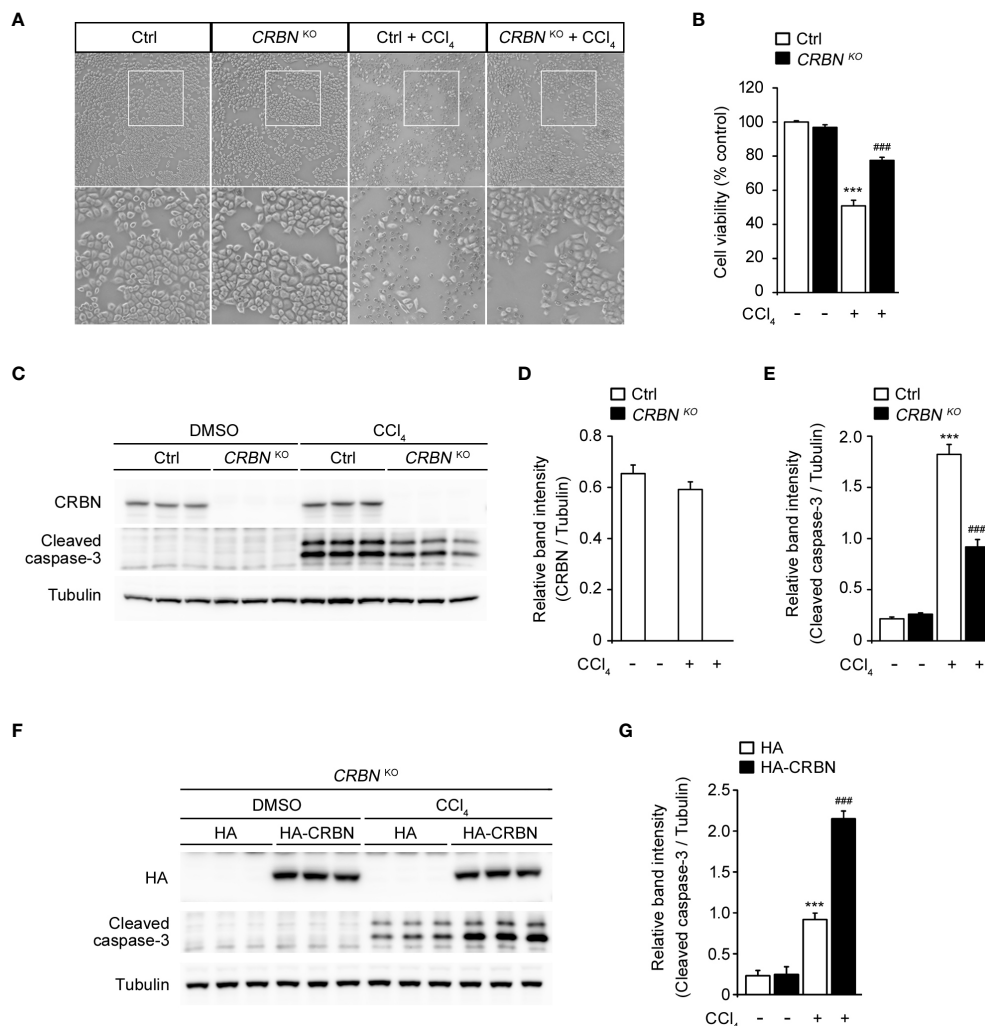 A
Ctrl
CRBN KO
Ctrl + CCl4
CRBN KO + CCl4
B
Ctrl
CRBN KO
Cell viability (% control)
120
100
80
60
40
20
0
***
###
CCl4 - - + +
C
DMSO CCl4
Ctrl CRBN KO Ctrl CRBN KO
CRBN
Cleaved
caspase-3
Tubulin
D
Ctrl
CRBN KO
Relative band intensity
(CRBN / Tubulin)
0.8
0.6
0.4
0.2
0
CCl4 - - + +
E
Ctrl
CRBN KO
Relative band intensity
(Cleaved caspase-3 / Tubulin)
2.0
1.5
1.0
0.5
0
***
###
CCl4 - - + +
F
CRBN KO
DMSO CCl4
HA HA-CRBN HA HA-CRBN
HA
Cleaved
caspase-3
Tubulin
G
HA
HA-CRBN
Relative band intensity
(Cleaved caspase-3 / Tubulin)
2.5
2.0
1.5
1.0
0.5
0
***
###
CCl4 - - + +